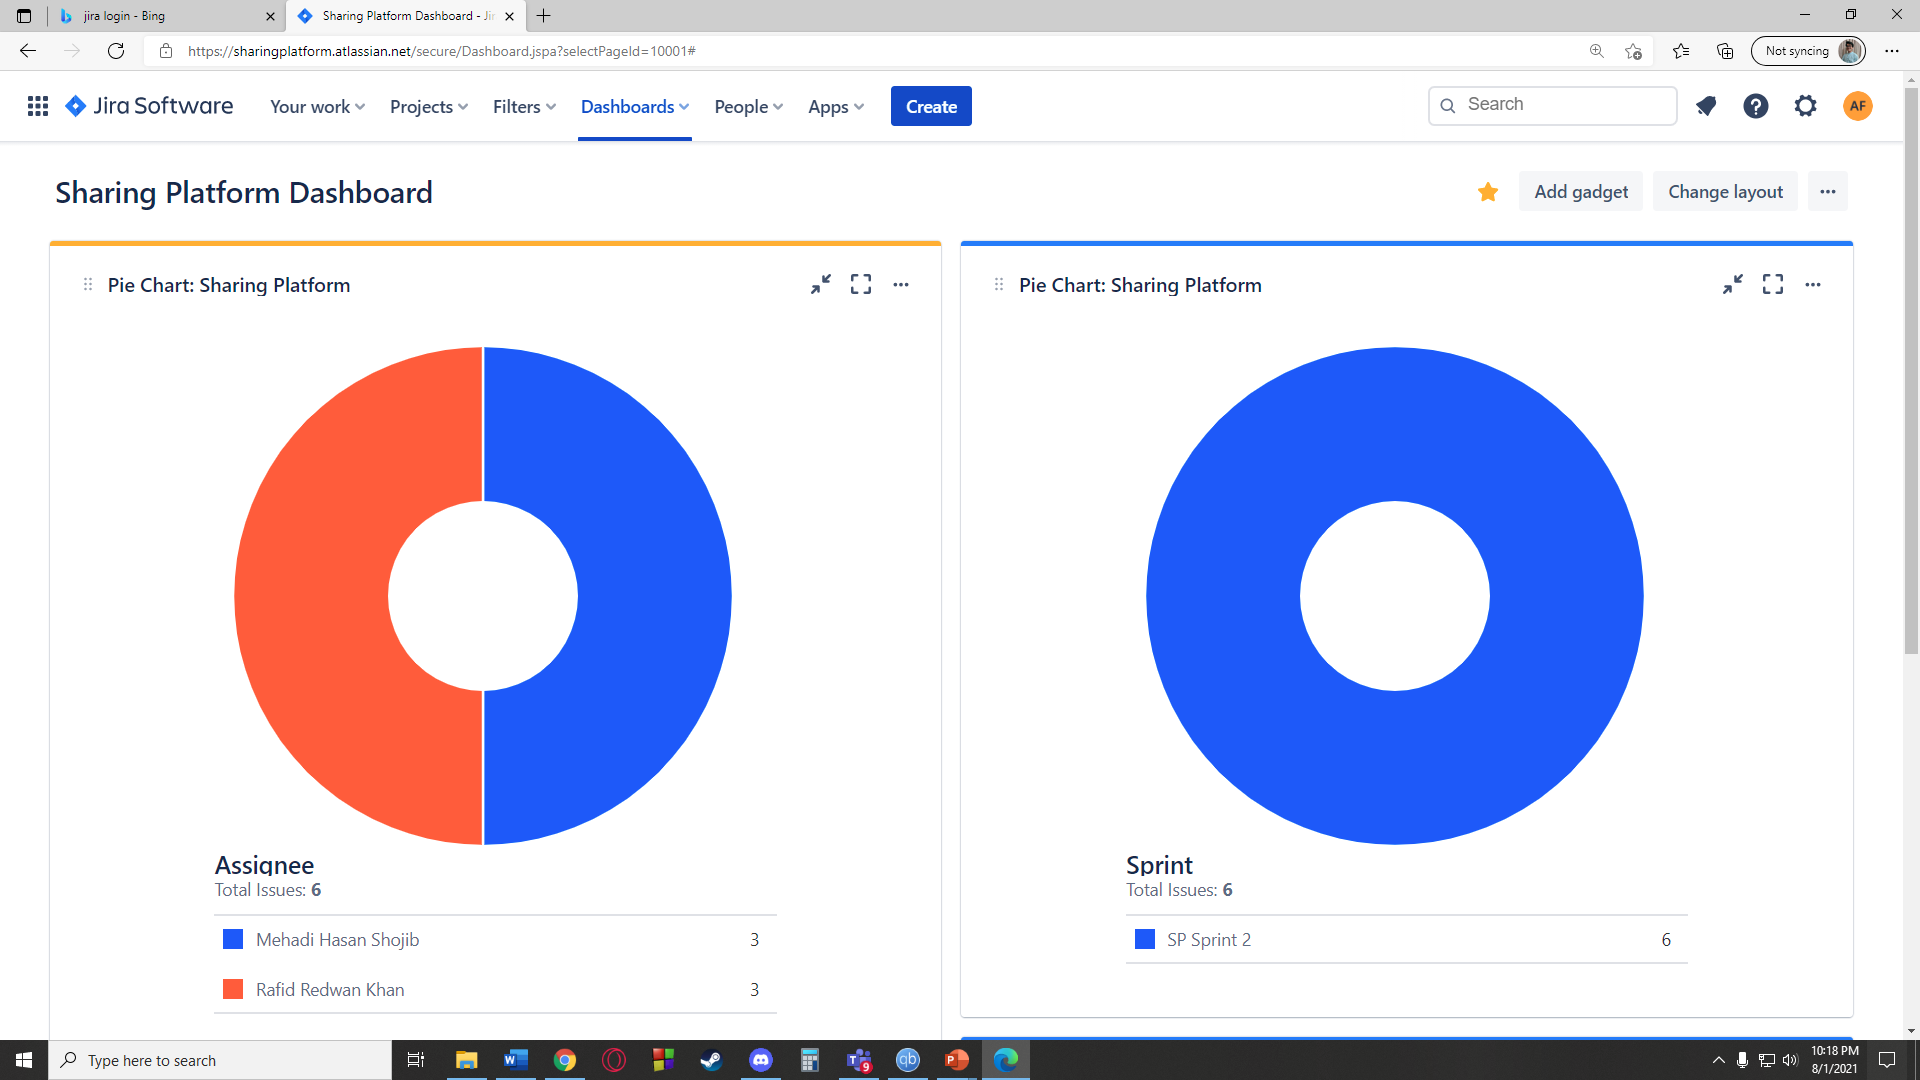 jira login - Bing
Sharing Platform Dashboard - Jir
https://sharingplatform.atlassian.net/secure/Dashboard.jspa?selectPageId=10001#
Not syncing
Jira Software
Your work
Projects
Filters
Dashboards
People
Apps
Create
Search
AF
Sharing Platform Dashboard
Add gadget
Change layout
Pie Chart: Sharing Platform
Assignee
Total Issues: 6
Mehadi Hasan Shojib 3
Rafid Redwan Khan 3
Pie Chart: Sharing Platform
Sprint
Total Issues: 6
SP Sprint 2 6
Type here to search
9
qb
10:18 PM
8/1/2021